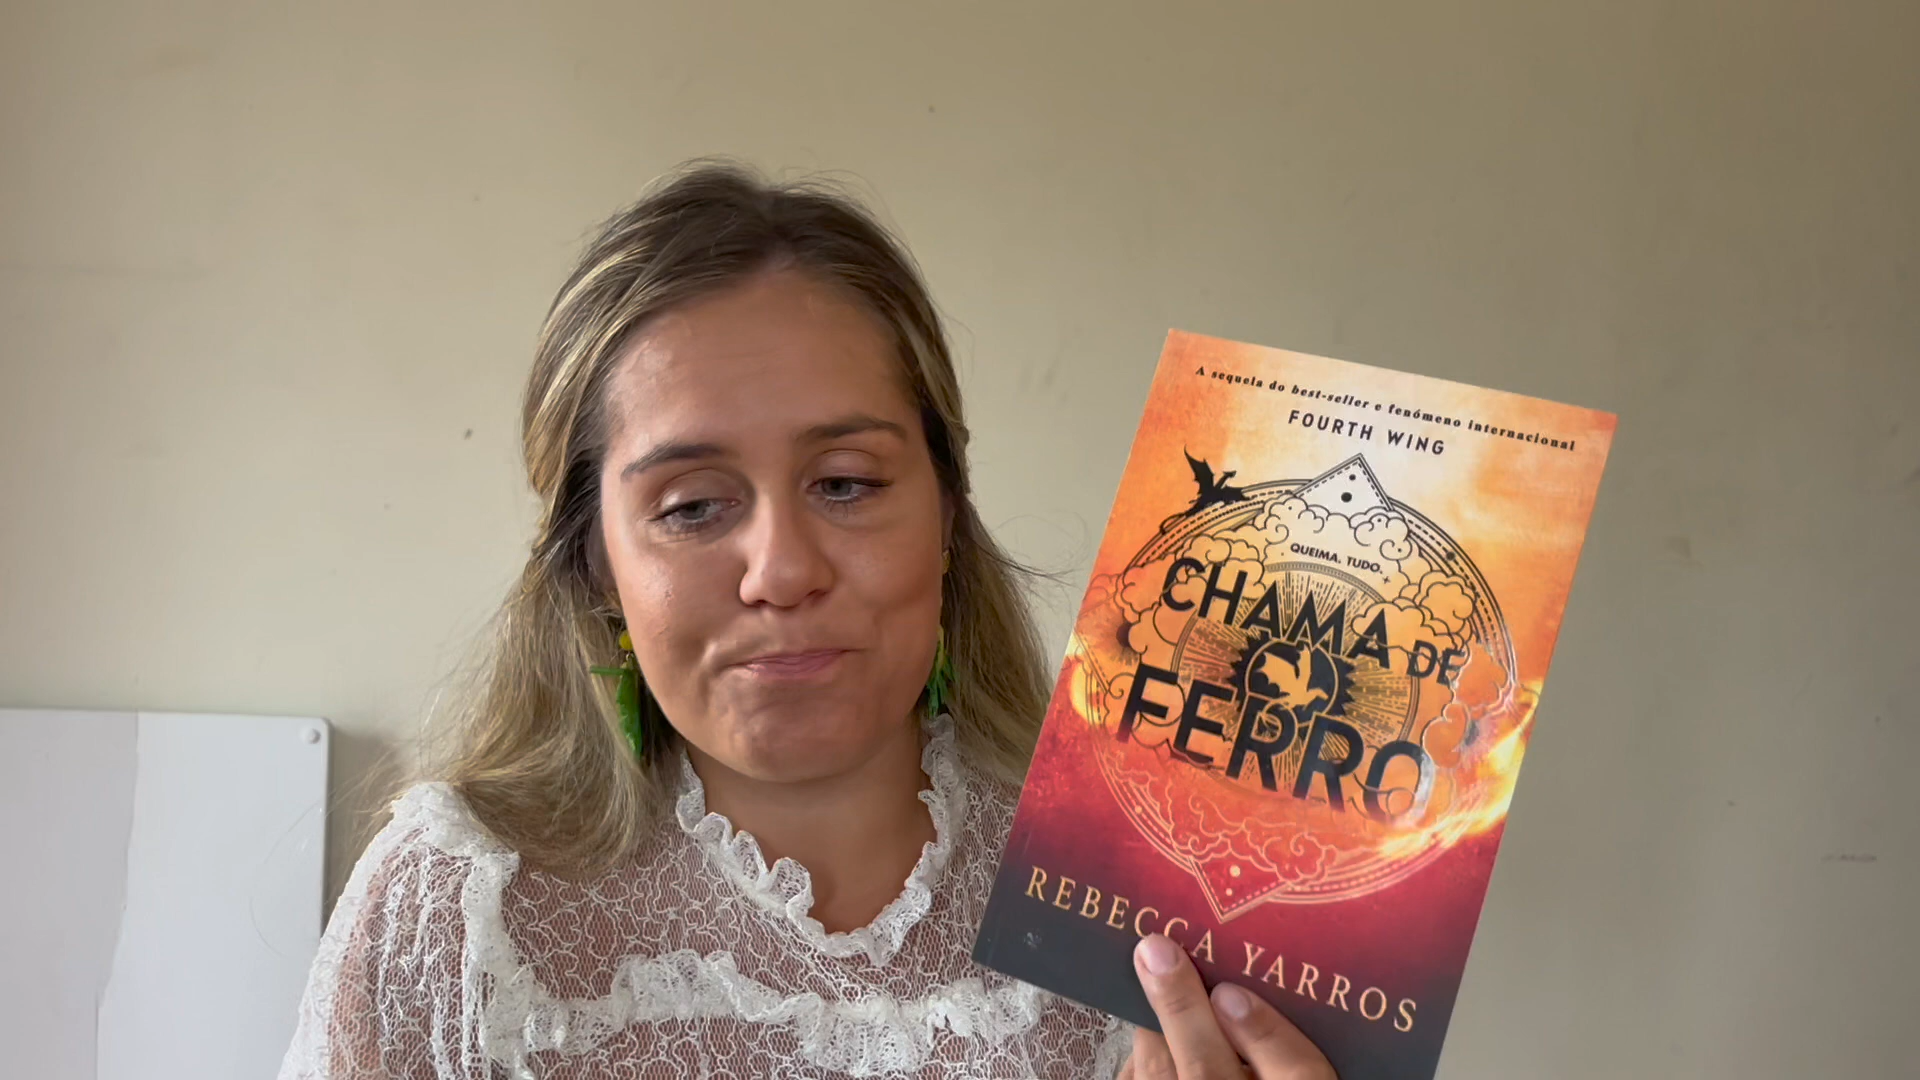 A sequela do best-seller e fenómeno internacional
FOURTH WING
QUEIMA. TUDO.
CHAMA DE
FERRO
REBECCA YARROS